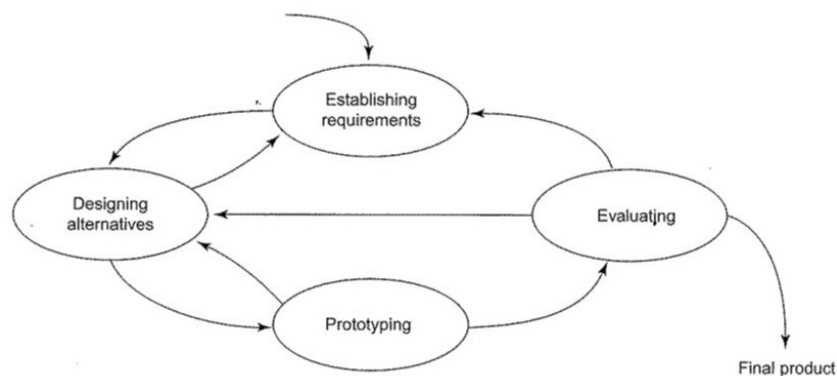 Establishing
requirements
Designing
alternatives
Evaluating
Prototyping
Final product